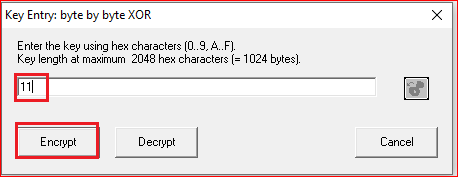 Key Entry: byte by byte XOR
Enter the key using hex characters (0..9, A..F).
Key length at maximum 2048 hex characters (= 1024 bytes).
11
Encrypt Decrypt Cancel